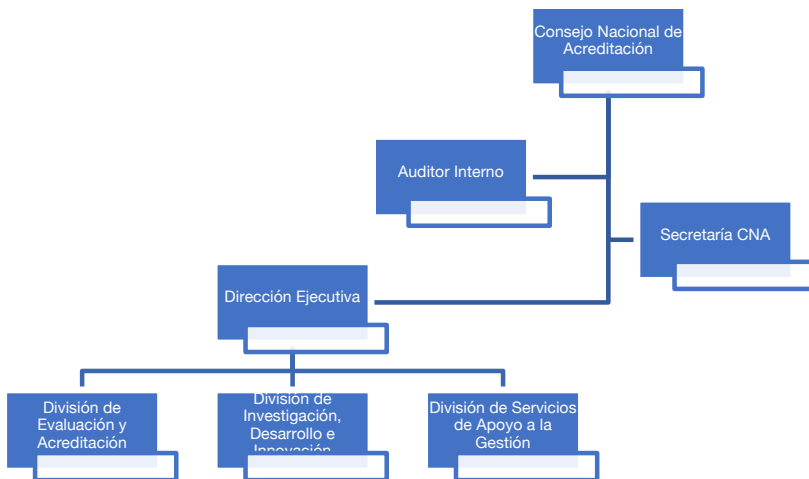 Consejo Nacional de
Acreditación
Auditor Interno
Secretaría CNA
Dirección Ejecutiva
División de
Evaluación y
Acreditación
División de
Investigación,
Desarrollo e
Innovación
División de Servicios
de Apoyo a la
Gestión